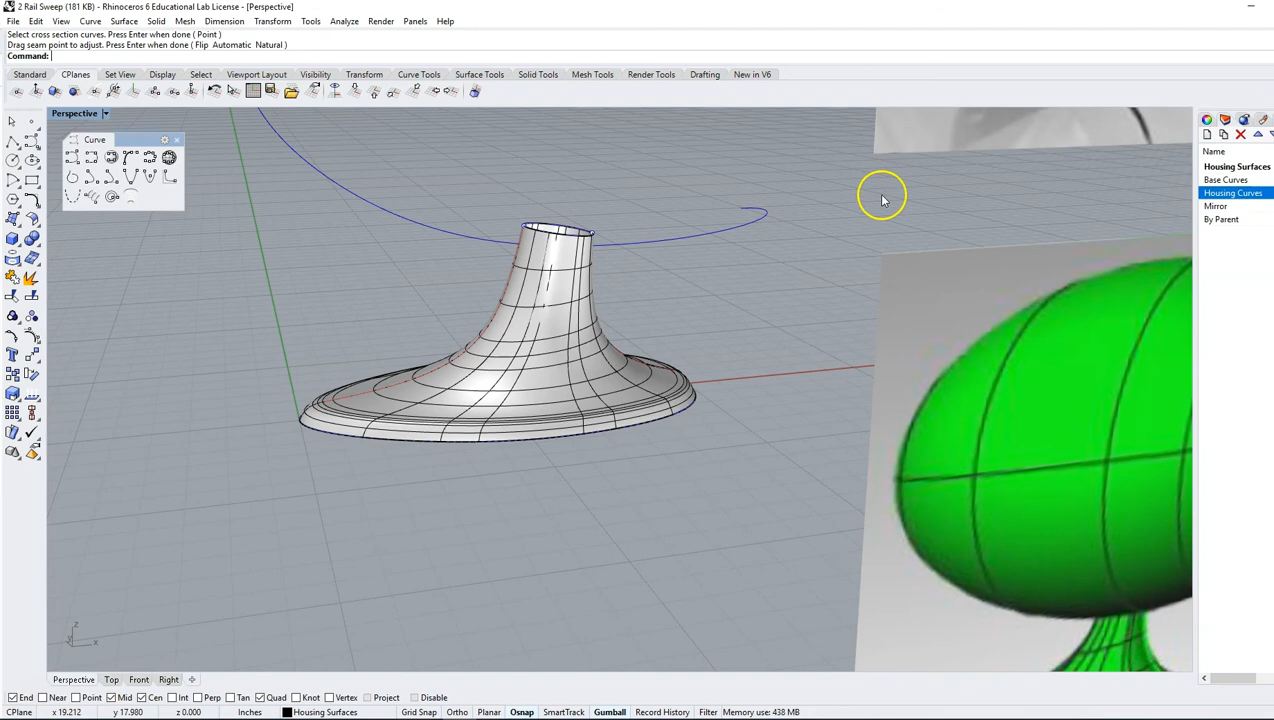 2 Rail Sweep (181 KB) - Rhinoceros 6 Educational Lab License - [Perspective]
File Edit View Curve Surface Solid Mesh Dimension Transform Tools Analyze Render Panels Help
Select cross section curves. Press Enter when done ( Point )
Drag seam point to adjust. Press Enter when done ( Flip Automatic Natural )
Command:
Standard CPlanes Set View Display Select Viewport Layout Visibility Transform Curve Tools Surface Tools Solid Tools Mesh Tools Render Tools Drafting New in V6
Perspective
Curve
Name
Housing Surfaces
Base Curves
Housing Curves
Mirror
By Parent
z
y
x
Perspective Top Front Right
End Near Point Mid Cen Int Perp Tan Quad Knot Vertex Project Disable
CPlane x 19.212 y 17.980 z 0.000 Inches Housing Surfaces Grid Snap Ortho Planar Osnap SmartTrack Gumball Record History Filter Memory use: 438 MB